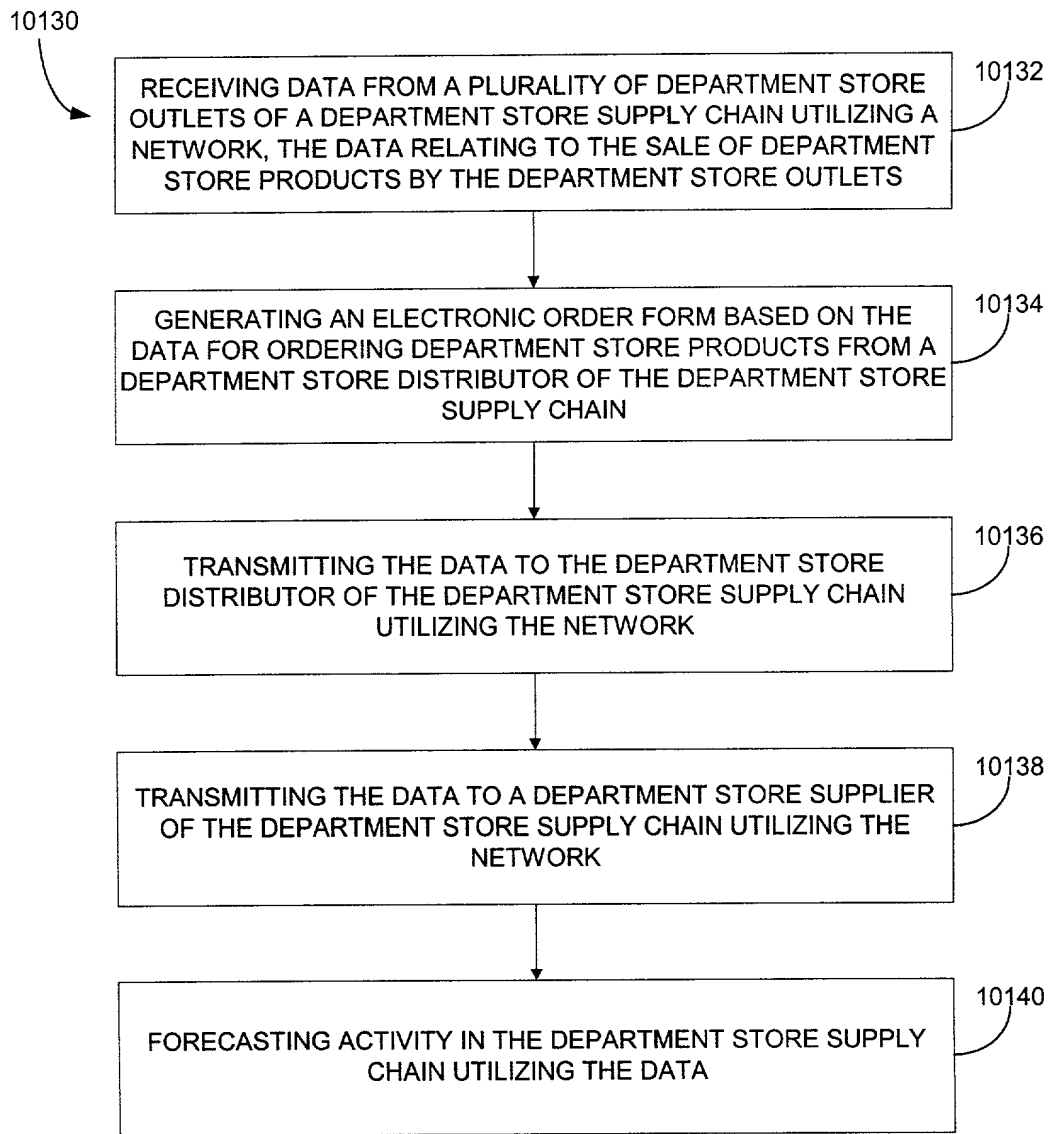 10130
10132
RECEIVING DATA FROM A PLURALITY OF DEPARTMENT STORE
OUTLETS OF A DEPARTMENT STORE SUPPLY CHAIN UTILIZING A
NETWORK, THE DATA RELATING TO THE SALE OF DEPARTMENT
STORE PRODUCTS BY THE DEPARTMENT STORE OUTLETS
10134
GENERATING AN ELECTRONIC ORDER FORM BASED ON THE
DATA FOR ORDERING DEPARTMENT STORE PRODUCTS FROM A
DEPARTMENT STORE DISTRIBUTOR OF THE DEPARTMENT STORE
SUPPLY CHAIN
10136
TRANSMITTING THE DATA TO THE DEPARTMENT STORE
DISTRIBUTOR OF THE DEPARTMENT STORE SUPPLY CHAIN
UTILIZING THE NETWORK
10138
TRANSMITTING THE DATA TO A DEPARTMENT STORE SUPPLIER
OF THE DEPARTMENT STORE SUPPLY CHAIN UTILIZING THE
NETWORK
10140
FORECASTING ACTIVITY IN THE DEPARTMENT STORE SUPPLY
CHAIN UTILIZING THE DATA